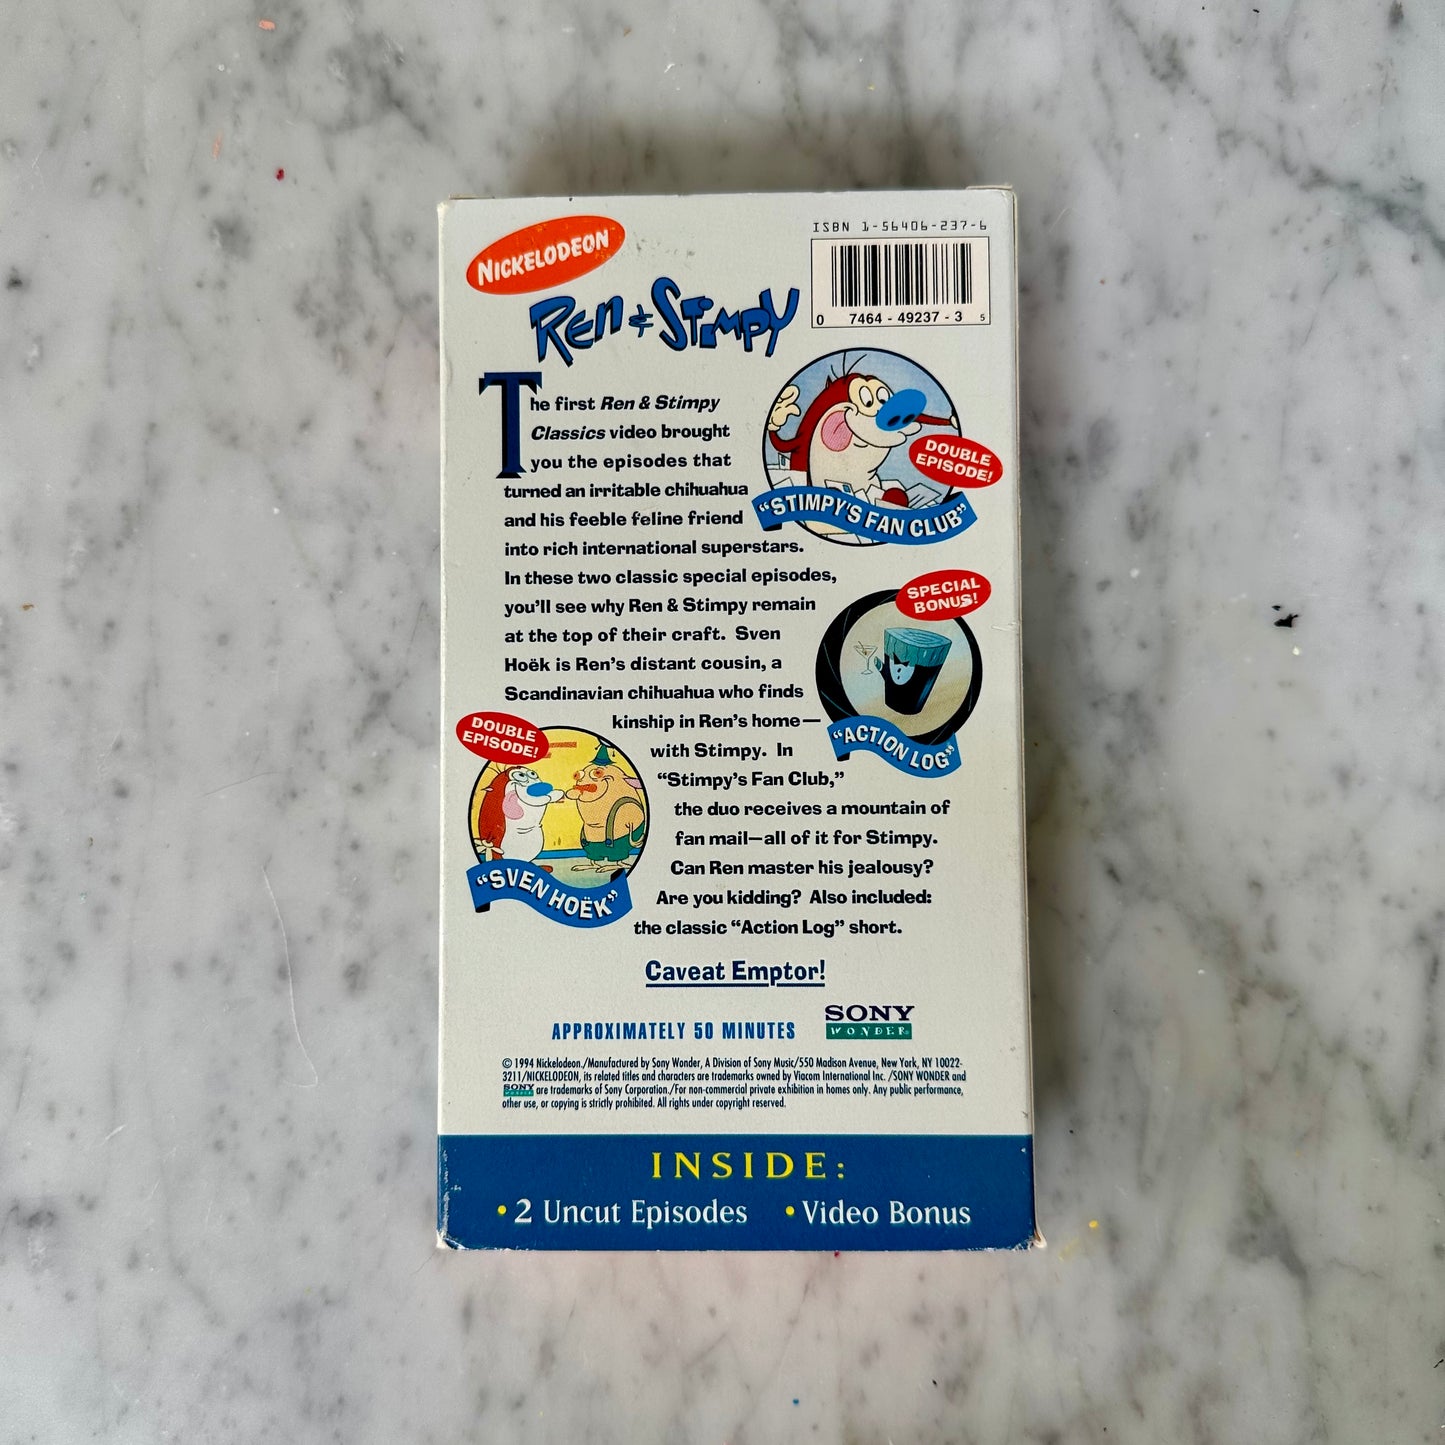 NICKELODEON
ISBN 1-56406-237-6
0 7464-49237-3 5
Ren & Stimpy
The first Ren & Stimpy
Classics video brought
you the episodes that
turned an irritable chihuahua
and his feeble feline friend
into rich international superstars.
In these two classic special episodes,
you'll see why Ren & Stimpy remain
at the top of their craft. Sven
Hoëk is Ren's distant cousin, a
Scandinavian chihuahua who finds
kinship in Ren's home—
with Stimpy. In
"Stimpy's Fan Club,"
the duo receives a mountain of
fan mail—all of it for Stimpy.
Can Ren master his jealousy?
Are you kidding? Also included:
the classic "Action Log" short.
DOUBLE
EPISODE!
"STIMPY'S FAN CLUB"
SPECIAL
BONUS!
"ACTION LOG"
DOUBLE
EPISODE!
"SVEN HOËK"
Caveat Emptor!
APPROXIMATELY 50 MINUTES
SONY
WONDER®
© 1994 Nickelodeon./Manufactured by Sony Wonder, A Division of Sony Music/550 Madison Avenue, New York, NY 10022-
3211/NICKELODEON, its related titles and characters are trademarks owned by Viacom International Inc. /SONY WONDER and
SONY WONDER are trademarks of Sony Corporation./For non-commercial private exhibition in homes only. Any public performance,
other use, or copying is strictly prohibited. All rights under copyright reserved.
INSIDE:
• 2 Uncut Episodes • Video Bonus